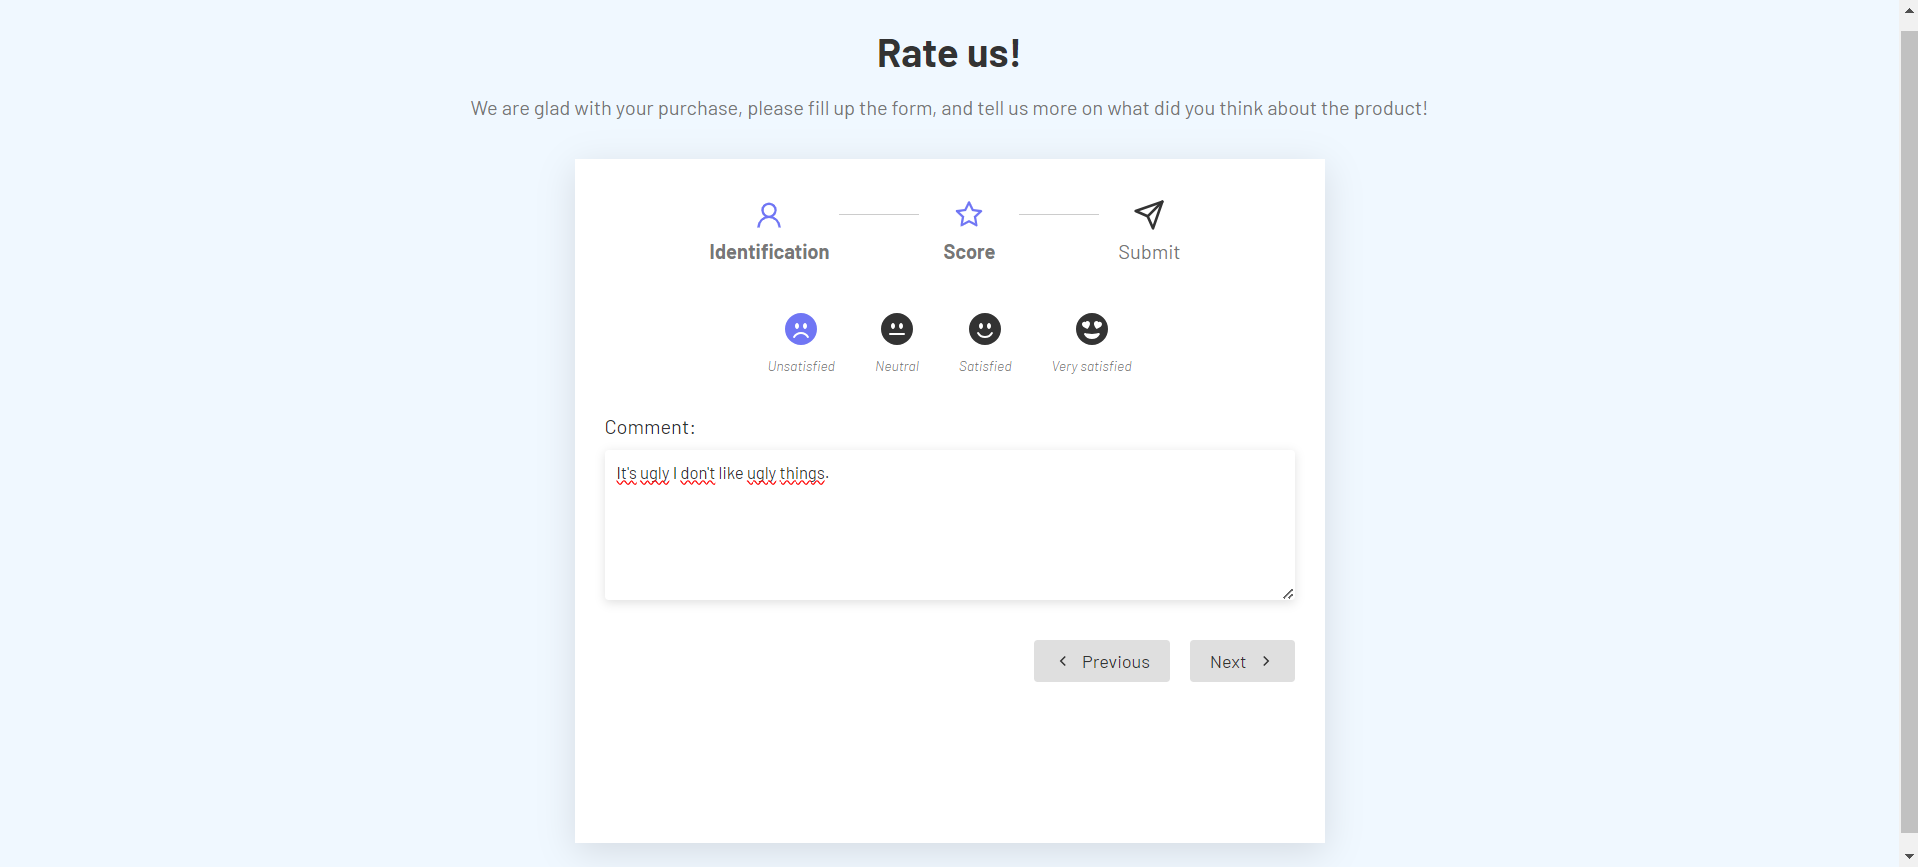 Rate us!
We are glad with your purchase, please fill up the form, and tell us more on what did you think about the product!
Identification
Score
Submit
Unsatisfied
Neutral
Satisfied
Very satisfied
Comment:
It's ugly I don't like ugly things.
Previous
Next